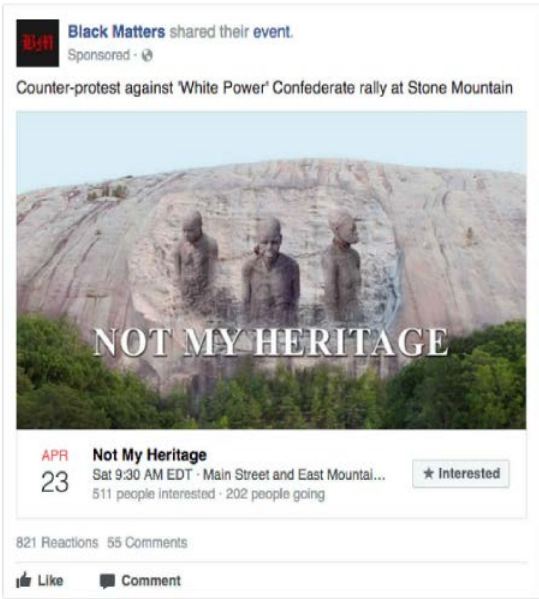 BM
Black Matters shared their event.
Sponsored ·
Counter-protest against 'White Power' Confederate rally at Stone Mountain
NOT MY HERITAGE
APR
23
Not My Heritage
Sat 9:30 AM EDT · Main Street and East Mountai...
511 people interested · 202 people going
★ Interested
821 Reactions 55 Comments
Like Comment